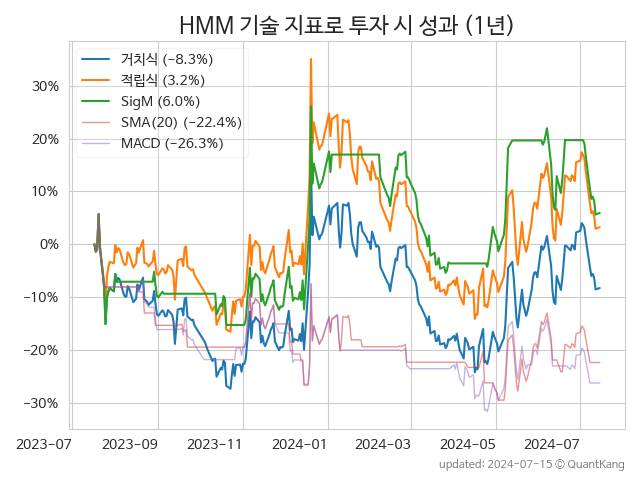 HMM 기술 지표로 투자 시 성과 (1년)
거치식 (−8.3%)
적립식 (3.2%)
SigM (6.0%)
SMA(20) (−22.4%)
MACD (−26.3%)
30%
20%
10%
0%
−10%
−20%
−30%
2023-07 2023-09 2023-11 2024-01 2024-03 2024-05 2024-07
updated: 2024-07-15 © QuantKang